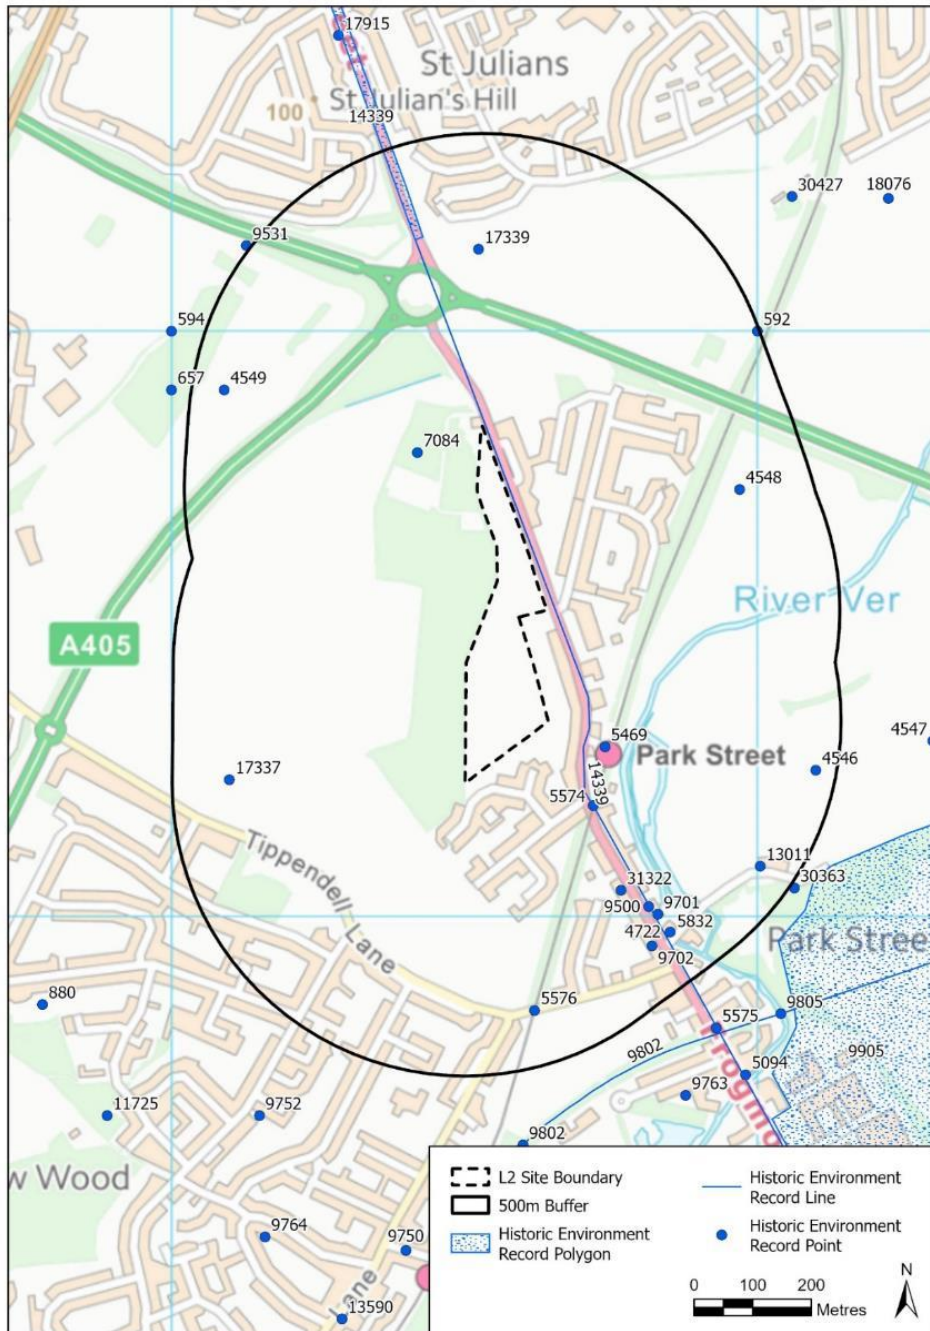 17915
St Julians
100
St Julian's Hill
14339
30427
18076
9531
17339
594
592
657
4549
7084
4548
River Ver
A405
5469
Park Street
4547
4546
17337
14339
5574
Tippendell Lane
13011
30363
31322
9500
9701
5832
4722
9702
Park Stree
880
5576
9805
5575
9802
9905
5094
Frogmo
9763
11725
9752
9802
w Wood
9764
9750
Lane
13590
L2 Site Boundary
500m Buffer
Historic Environment
Record Polygon
Historic Environment
Record Line
Historic Environment
Record Point
0 100 200
Metres
N